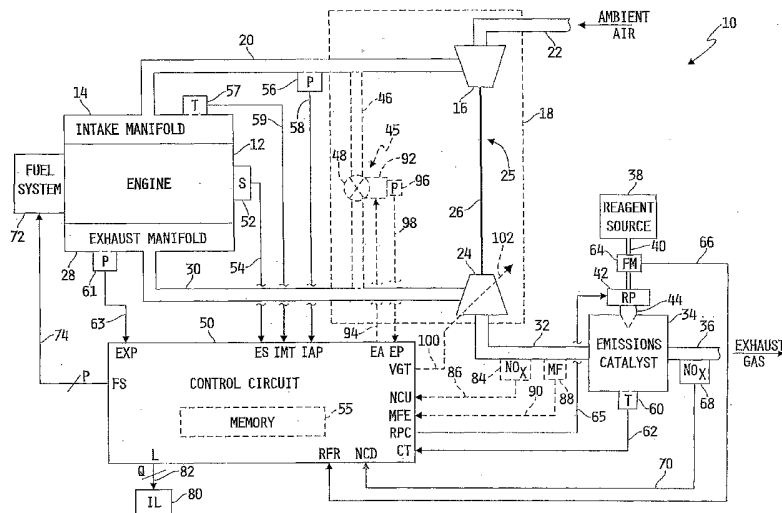 AMBIENT
AIR
10
20
22
14
56
P
57
T
58
59
46
16
18
45
INTAKE MANIFOLD
12
48
92
25
FUEL
SYSTEM
ENGINE
S
P
96
26
38
72
52
98
REAGENT
SOURCE
EXHAUST MANIFOLD
54
102
40
66
28
P
30
24
64
FM
61
42
RP
44
63
94
32
34
36
74
50
100
EMISSIONS
CATALYST
EXHAUST
GAS
EXP
ES
IMT
IAP
EA
EP
VGT
84
NOX
MF
NOX
P
FS
CONTROL CIRCUIT
86
88
T
60
68
NCU
90
65
MEMORY
55
MFE
62
RPC
L
RFR
NCD
CT
Q
82
70
80
IL